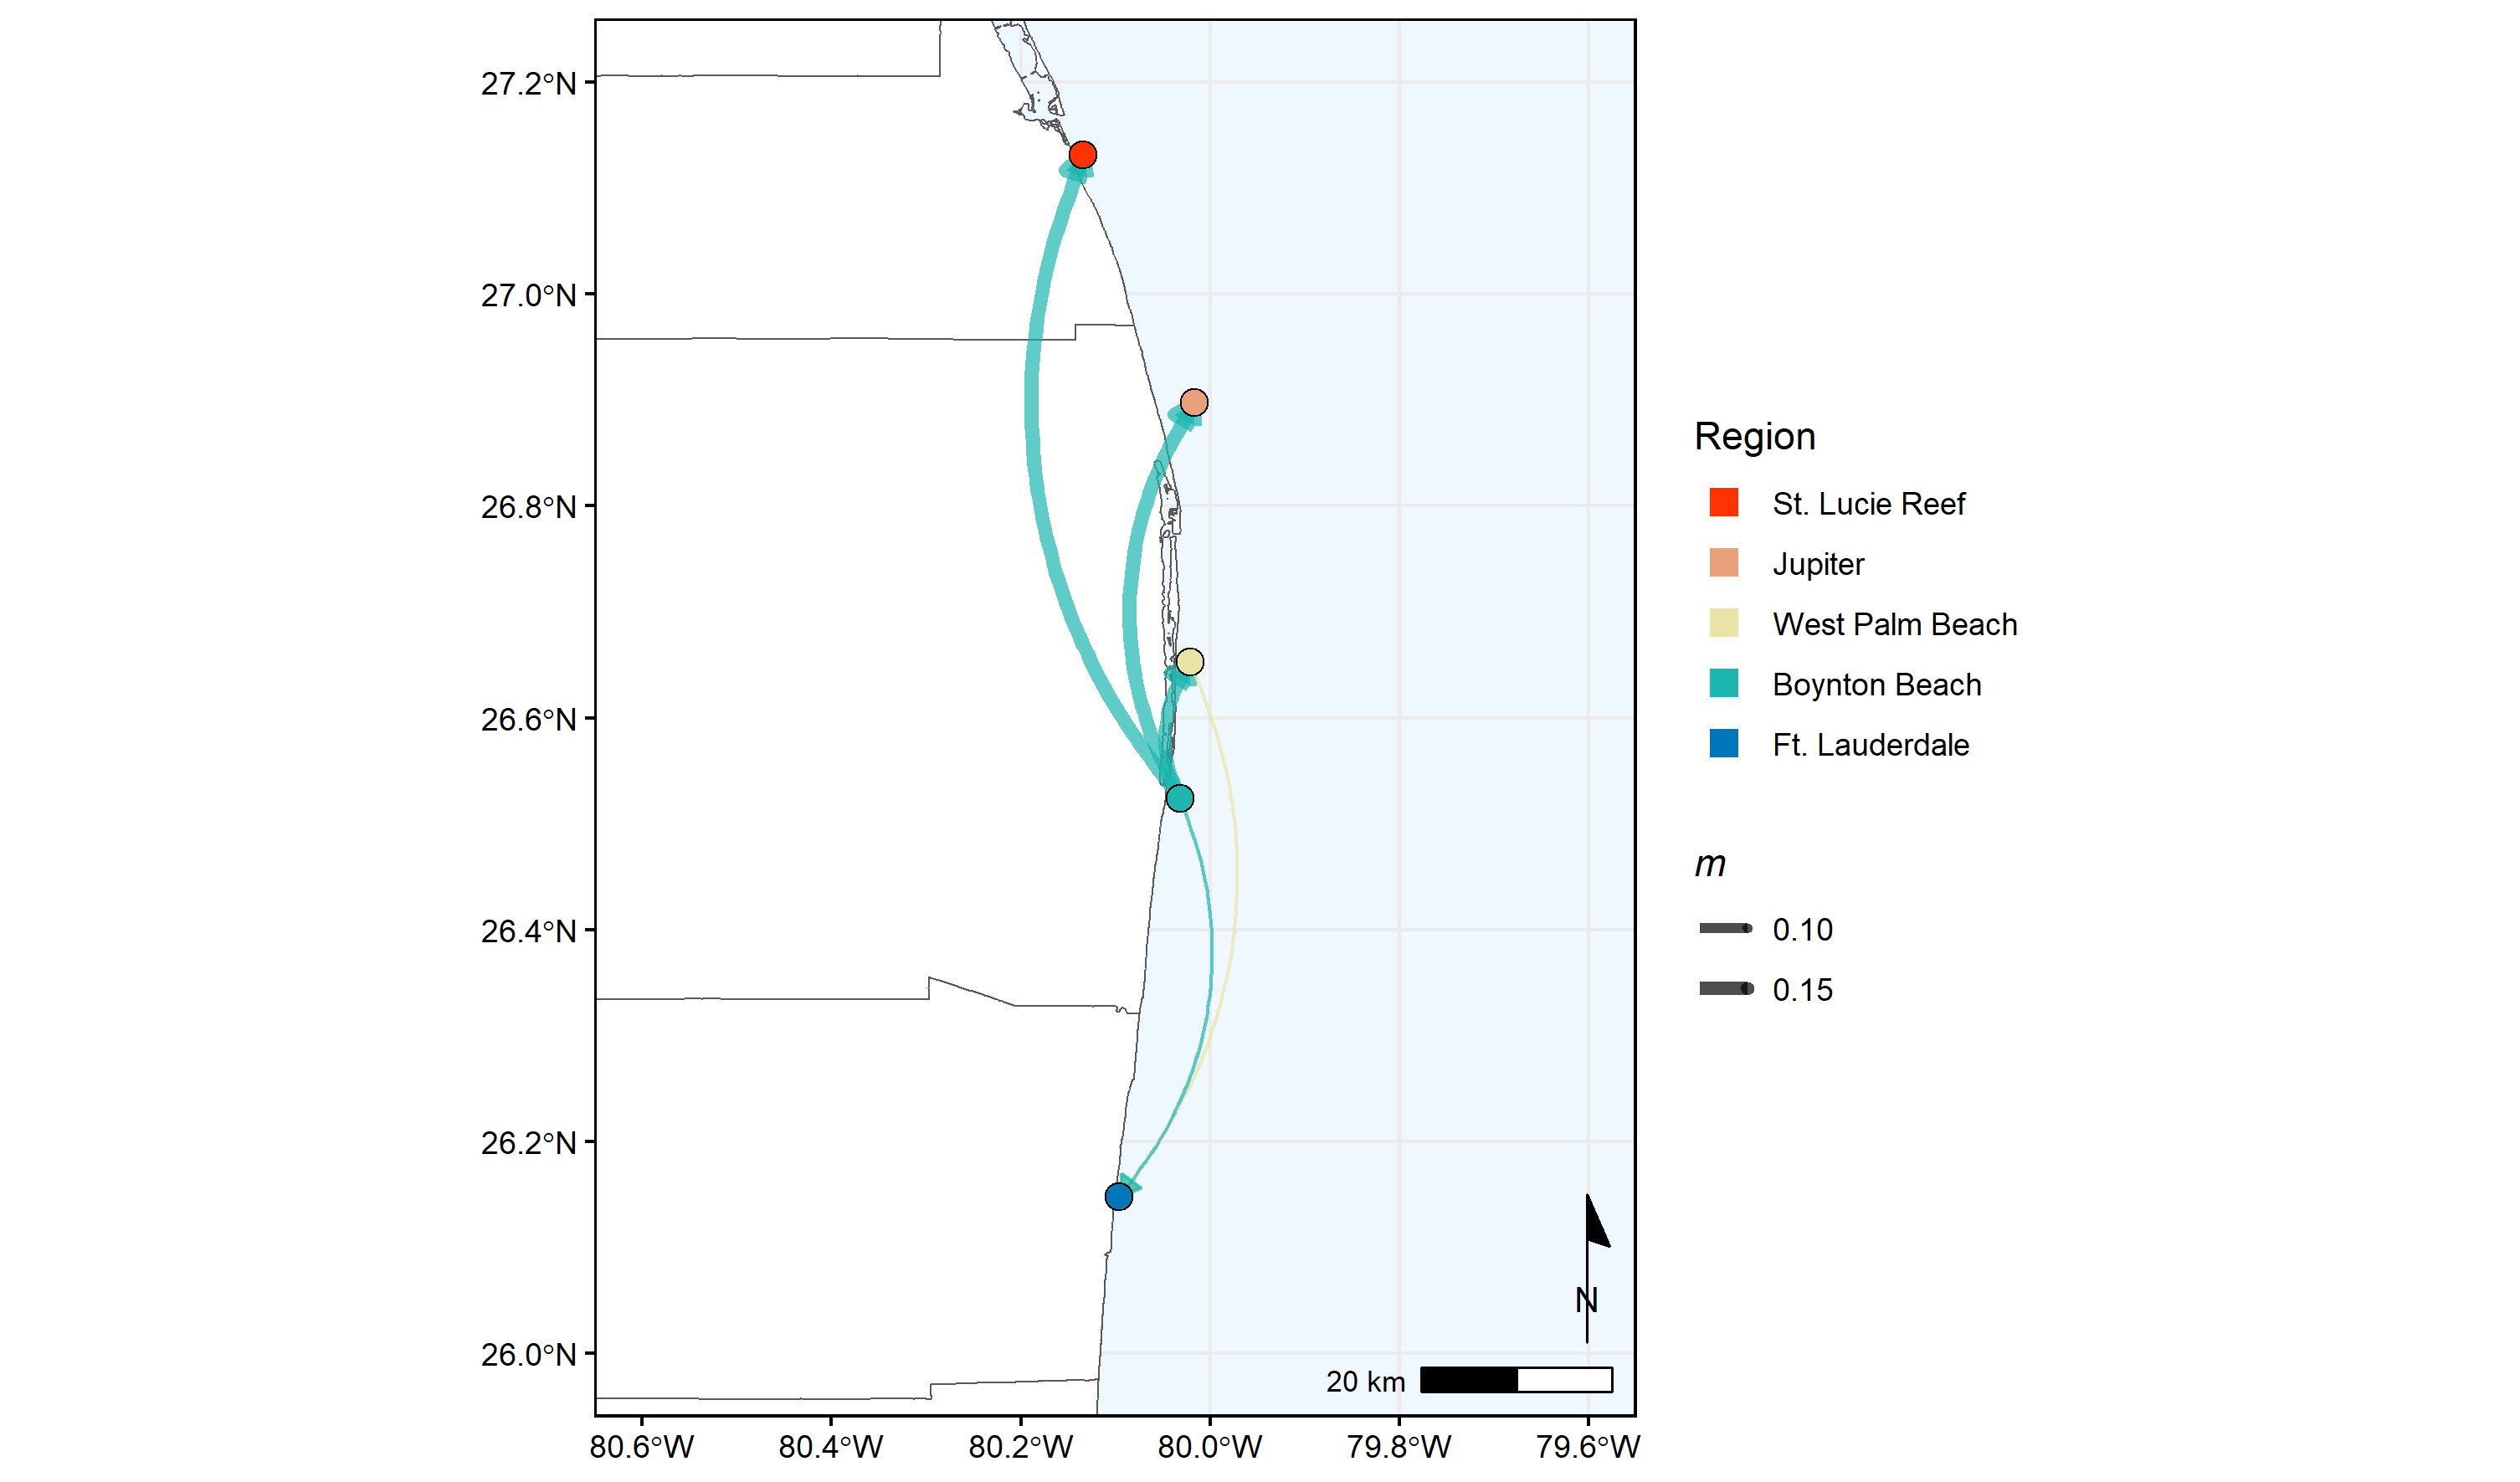 27.2°N
27.0°N
26.8°N
26.6°N
26.4°N
26.2°N
26.0°N
80.6°W
80.4°W
80.2°W
80.0°W
79.8°W
79.6°W
N
20 km
Region
St. Lucie Reef
Jupiter
West Palm Beach
Boynton Beach
Ft. Lauderdale
m
0.10
0.15